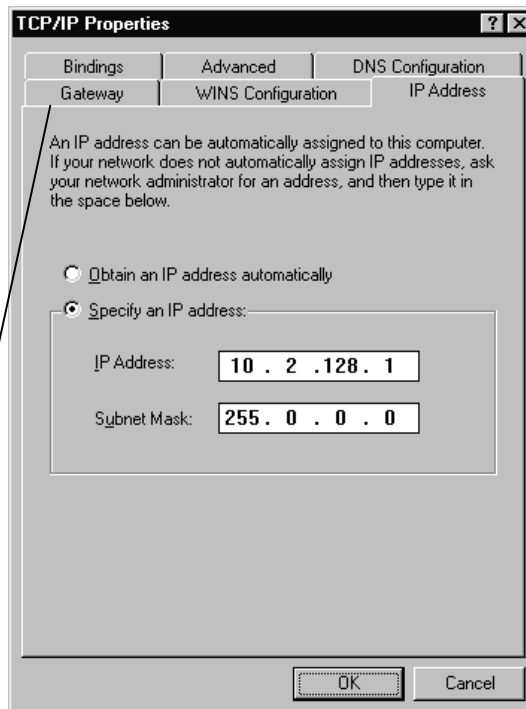 TCP/IP Properties
Bindings Advanced DNS Configuration
Gateway WINS Configuration IP Address
An IP address can be automatically assigned to this computer.
If your network does not automatically assign IP addresses, ask
your network administrator for an address, and then type it in
the space below.
Obtain an IP address automatically
Specify an IP address:
IP Address: 10 . 2 .128. 1
Subnet Mask: 255. 0 . 0 . 0
OK Cancel